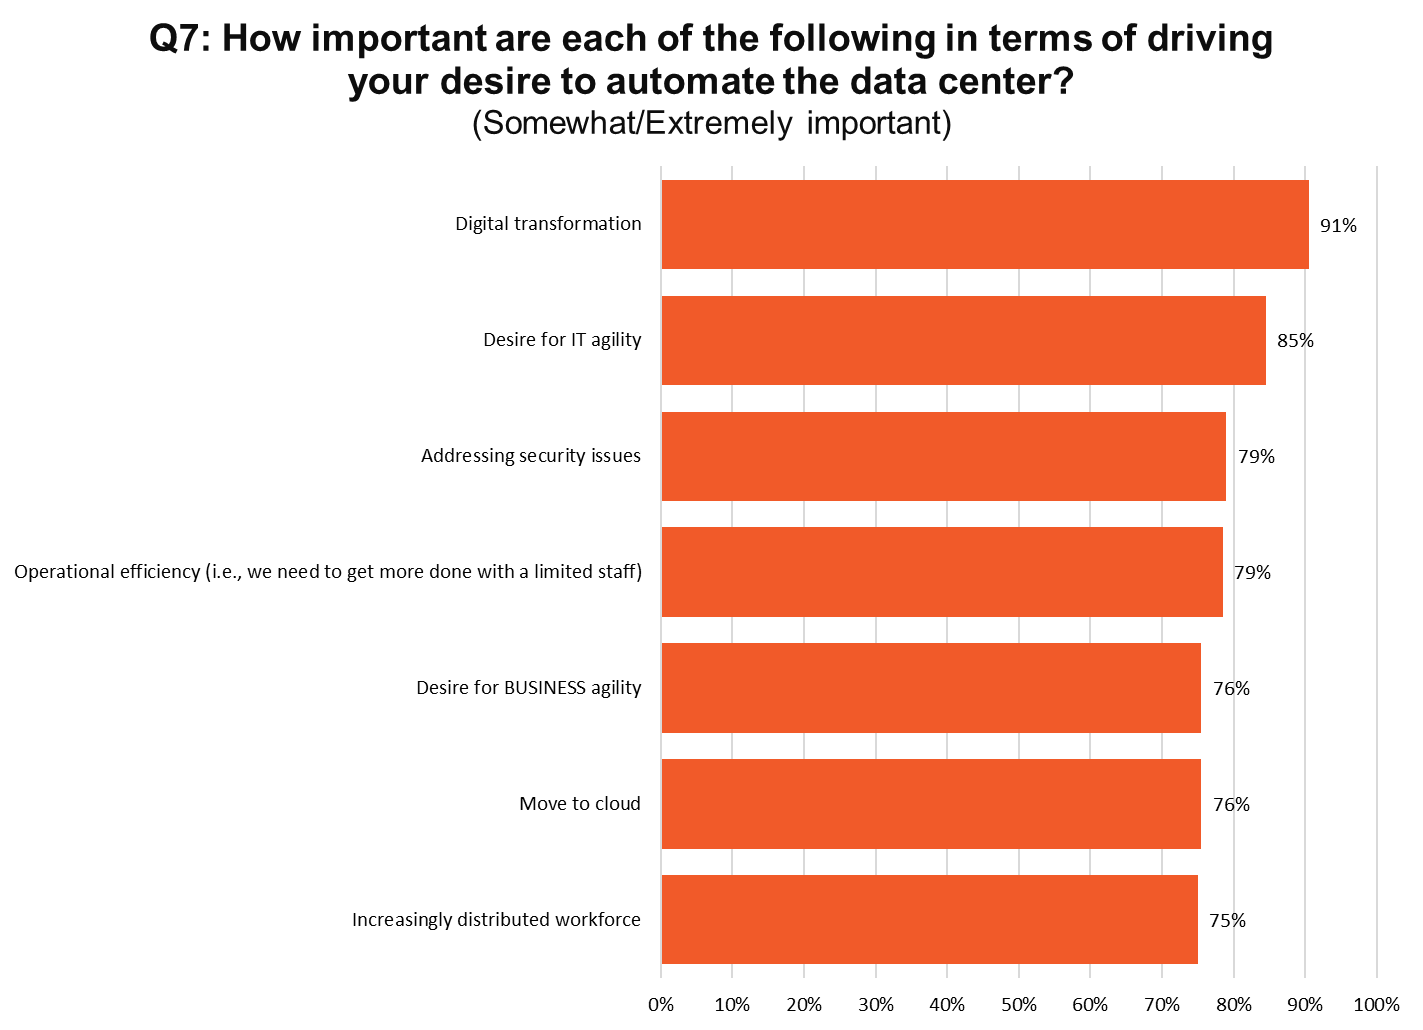 Q7: How important are each of the following in terms of driving
your desire to automate the data center?
(Somewhat/Extremely important)
Digital transformation
91%
Desire for IT agility
85%
Addressing security issues
79%
Operational efficiency (i.e., we need to get more done with a limited staff)
79%
Desire for BUSINESS agility
76%
Move to cloud
76%
Increasingly distributed workforce
75%
0% 10% 20% 30% 40% 50% 60% 70% 80% 90% 100%